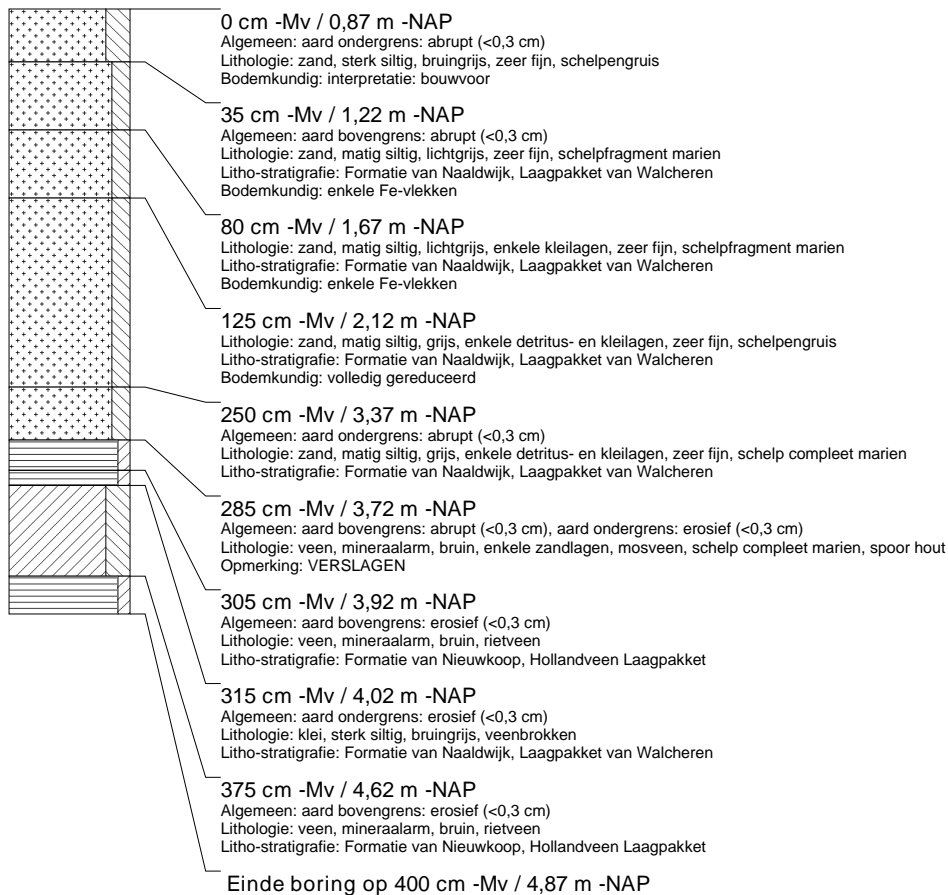 0 cm -Mv / 0,87 m -NAP
Algemeen: aard ondergrens: abrupt (<0,3 cm)
Lithologie: zand, sterk siltig, bruingrijs, zeer fijn, schelpengruis
Bodemkundig: interpretatie: bouwvoor
35 cm -Mv / 1,22 m -NAP
Algemeen: aard bovengrens: abrupt (<0,3 cm)
Lithologie: zand, matig siltig, lichtgrijs, zeer fijn, schelpfragment marien
Litho-stratigrafie: Formatie van Naaldwijk, Laagpakket van Walcheren
Bodemkundig: enkele Fe-vlekken
80 cm -Mv / 1,67 m -NAP
Lithologie: zand, matig siltig, lichtgrijs, enkele kleilagen, zeer fijn, schelpfragment marien
Litho-stratigrafie: Formatie van Naaldwijk, Laagpakket van Walcheren
Bodemkundig: enkele Fe-vlekken
125 cm -Mv / 2,12 m -NAP
Lithologie: zand, matig siltig, grijs, enkele detritus- en kleilagen, zeer fijn, schelpengruis
Litho-stratigrafie: Formatie van Naaldwijk, Laagpakket van Walcheren
Bodemkundig: volledig gereduceerd
250 cm -Mv / 3,37 m -NAP
Algemeen: aard ondergrens: abrupt (<0,3 cm)
Lithologie: zand, matig siltig, grijs, enkele detritus- en kleilagen, zeer fijn, schelp compleet marien
Litho-stratigrafie: Formatie van Naaldwijk, Laagpakket van Walcheren
285 cm -Mv / 3,72 m -NAP
Algemeen: aard bovengrens: abrupt (<0,3 cm), aard ondergrens: erosief (<0,3 cm)
Lithologie: veen, mineraalarm, bruin, enkele zandlagen, mosveen, schelp compleet marien, spoor hout
Opmerking: VERSLAGEN
305 cm -Mv / 3,92 m -NAP
Algemeen: aard bovengrens: erosief (<0,3 cm)
Lithologie: veen, mineraalarm, bruin, rietveen
Litho-stratigrafie: Formatie van Nieuwkoop, Hollandveen Laagpakket
315 cm -Mv / 4,02 m -NAP
Algemeen: aard ondergrens: erosief (<0,3 cm)
Lithologie: klei, sterk siltig, bruingrijs, veenbrokken
Litho-stratigrafie: Formatie van Naaldwijk, Laagpakket van Walcheren
375 cm -Mv / 4,62 m -NAP
Algemeen: aard bovengrens: erosief (<0,3 cm)
Lithologie: veen, mineraalarm, bruin, rietveen
Litho-stratigrafie: Formatie van Nieuwkoop, Hollandveen Laagpakket
Einde boring op 400 cm -Mv / 4,87 m -NAP